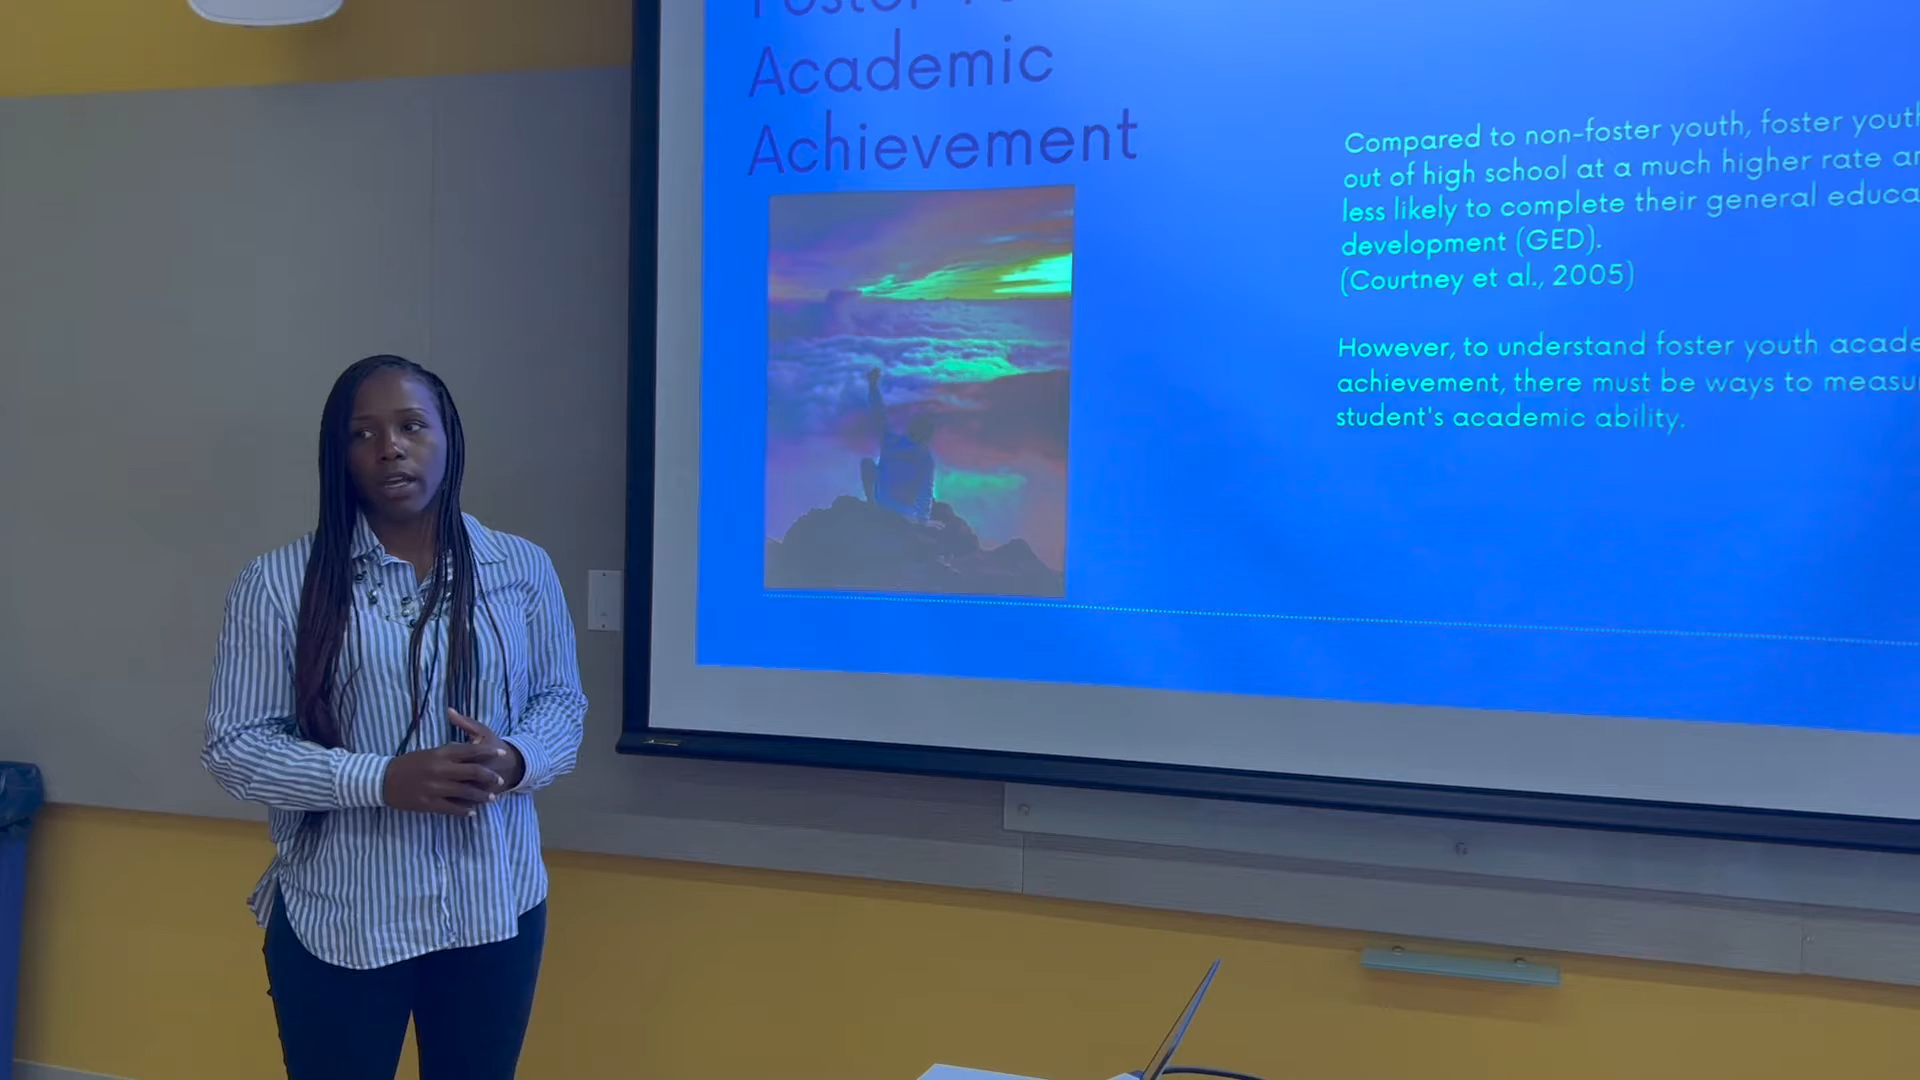 Foster
Academic
Achievement
Compared to non-foster youth, foster youth
out of high school at a much higher rate
less likely to complete their general
development (GED).
(Courtney et al., 2005)
However, to understand foster youth
achievement, there must be ways to
student's academic ability.